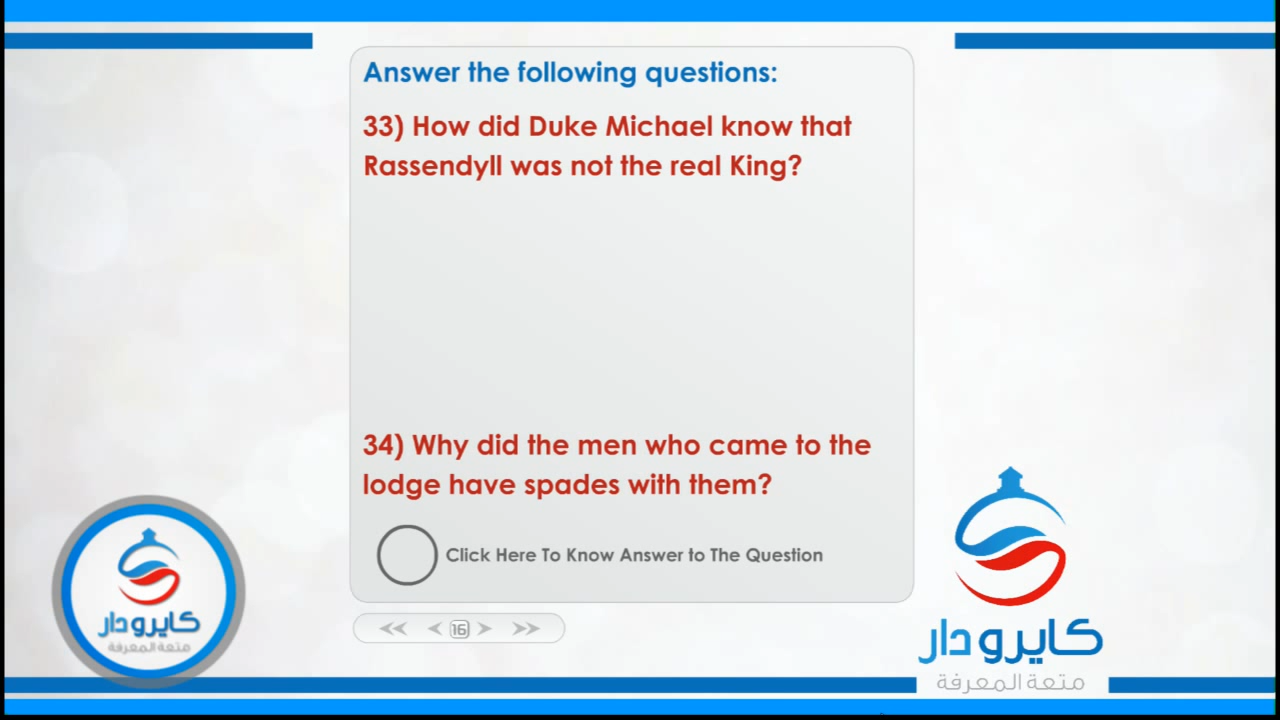 Answer the following questions:
33) How did Duke Michael know that
Rassendyll was not the real King?
34) Why did the men who came to the
lodge have spades with them?
Click Here To Know Answer to The Question
16
كايرو دار
متعة المعرفة
كايرو دار
متعة المعرفة